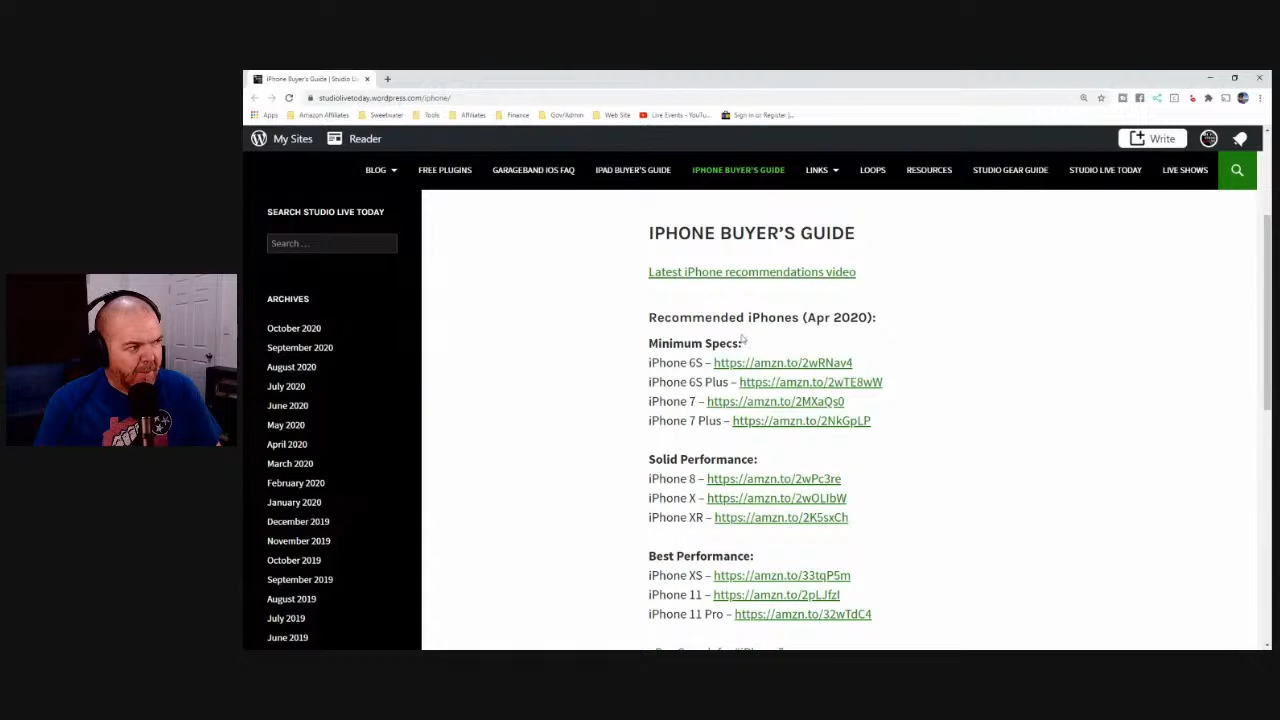 iPhone Buyer's Guide | Studio Li
studiolivetoday.wordpress.com/iphone/
Apps Amazon Affiliates Sweetwater Tools Affiliates Finance Gov/Admin Web Site Live Events - YouTu... Sign in or Register |...
My Sites Reader Write
BLOG FREE PLUGINS GARAGEBAND IOS FAQ IPAD BUYER'S GUIDE IPHONE BUYER'S GUIDE LINKS LOOPS RESOURCES STUDIO GEAR GUIDE STUDIO LIVE TODAY LIVE SHOWS
SEARCH STUDIO LIVE TODAY
Search …
ARCHIVES
October 2020
September 2020
August 2020
July 2020
June 2020
May 2020
April 2020
March 2020
February 2020
January 2020
December 2019
November 2019
October 2019
September 2019
August 2019
July 2019
June 2019
IPHONE BUYER'S GUIDE
Latest iPhone recommendations video
Recommended iPhones (Apr 2020):
Minimum Specs:
iPhone 6S – https://amzn.to/2wRNav4
iPhone 6S Plus – https://amzn.to/2wTE8wW
iPhone 7 – https://amzn.to/2MXaQs0
iPhone 7 Plus – https://amzn.to/2NkGpLP
Solid Performance:
iPhone 8 – https://amzn.to/2wPc3re
iPhone X – https://amzn.to/2wOLIbW
iPhone XR – https://amzn.to/2K5sxCh
Best Performance:
iPhone XS – https://amzn.to/33tqP5m
iPhone 11 – https://amzn.to/2pLJfzI
iPhone 11 Pro – https://amzn.to/32wTdC4